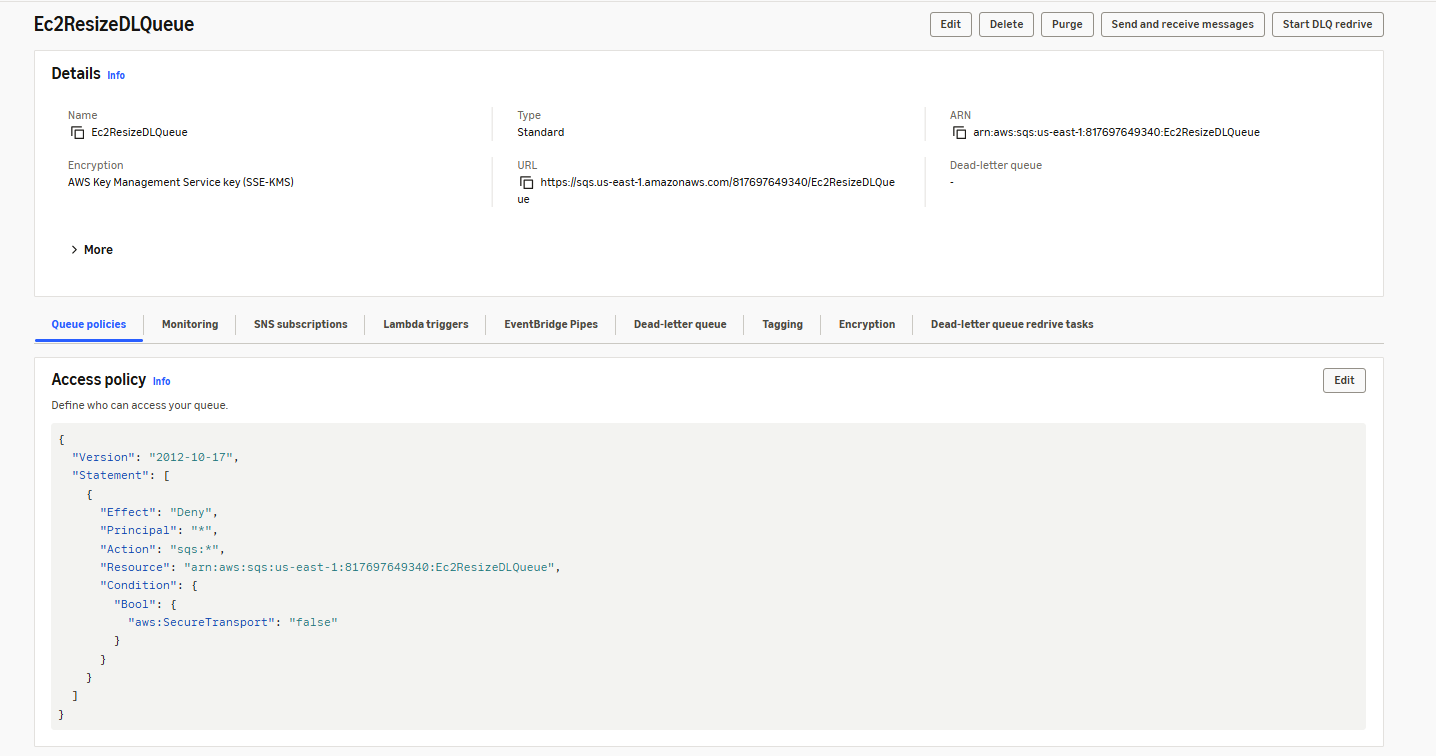 Ec2ResizeDLQueue
Edit
Delete
Purge
Send and receive messages
Start DLQ redrive
Details Info
Name
Ec2ResizeDLQueue
Type
Standard
ARN
arn:aws:sqs:us-east-1:817697649340:Ec2ResizeDLQueue
Encryption
AWS Key Management Service key (SSE-KMS)
URL
https://sqs.us-east-1.amazonaws.com/817697649340/Ec2ResizeDLQue
ue
Dead-letter queue
-
More
Queue policies
Monitoring
SNS subscriptions
Lambda triggers
EventBridge Pipes
Dead-letter queue
Tagging
Encryption
Dead-letter queue redrive tasks
Access policy Info
Edit
Define who can access your queue.
{
  "Version": "2012-10-17",
  "Statement": [
    {
      "Effect": "Deny",
      "Principal": "*",
      "Action": "sqs:*",
      "Resource": "arn:aws:sqs:us-east-1:817697649340:Ec2ResizeDLQueue",
      "Condition": {
        "Bool": {
          "aws:SecureTransport": "false"
        }
      }
    }
  ]
}